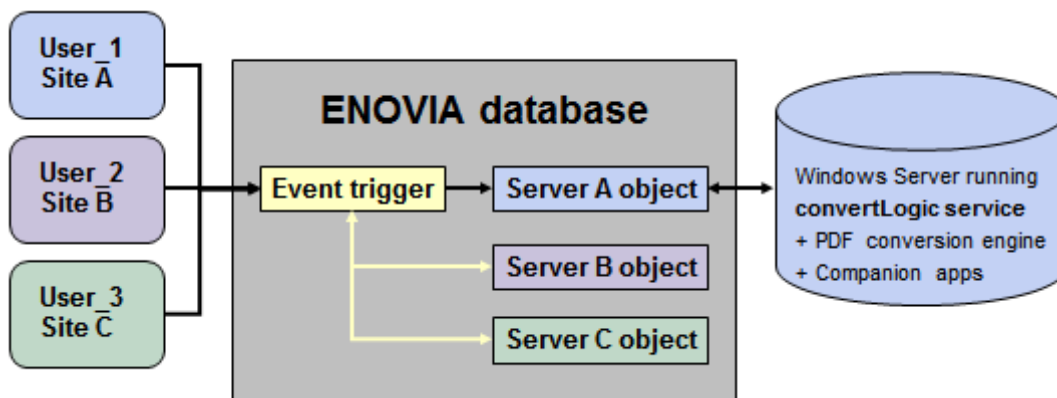 User_1
Site A
User_2
Site B
User_3
Site C
ENOVIA database
Event trigger
Server A object
Server B object
Server C object
Windows Server running
convertLogic service
+ PDF conversion engine
+ Companion apps